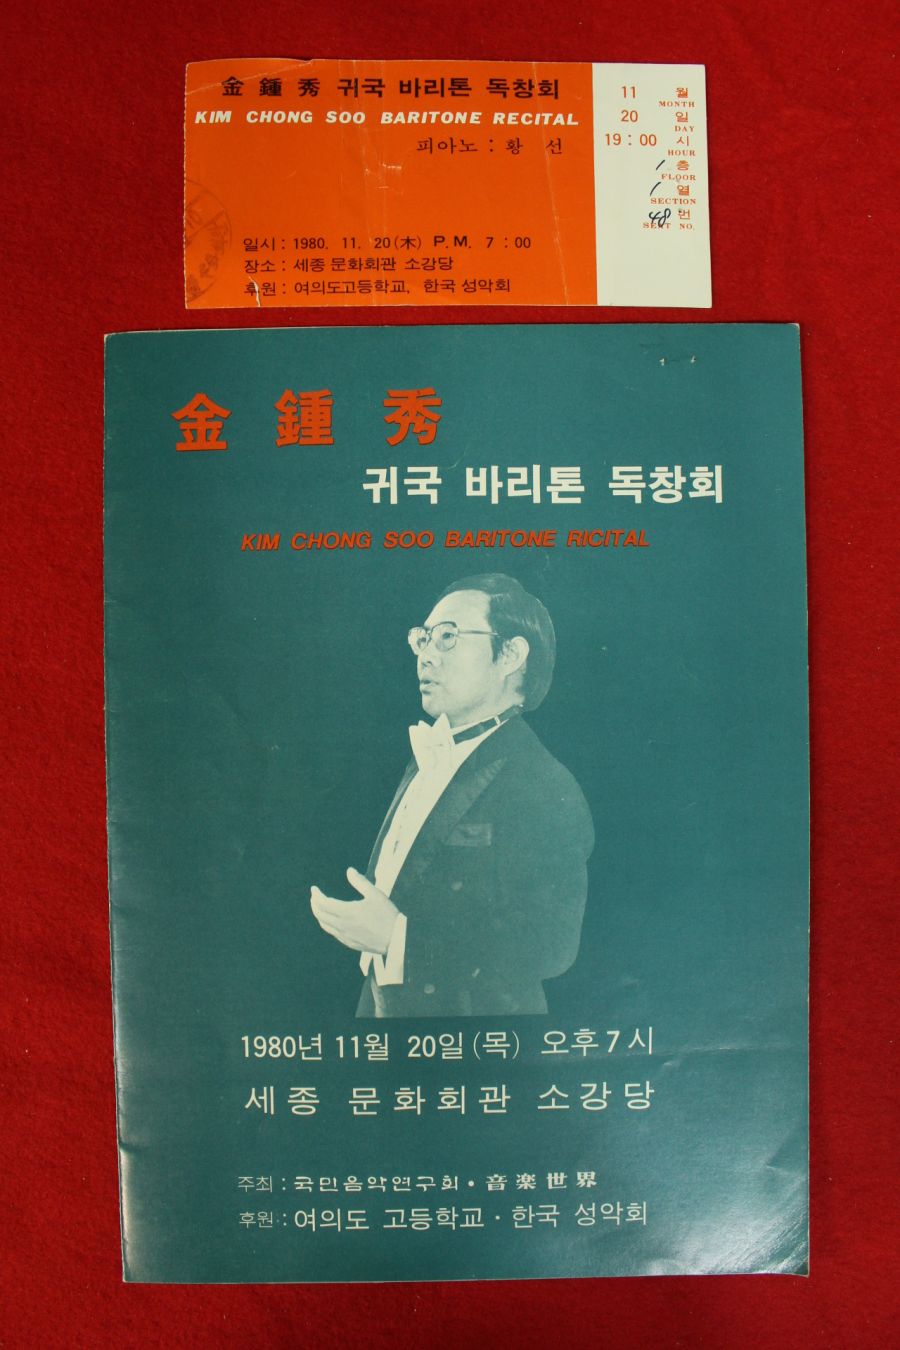 金 鍾 秀 귀국 바리톤 독창회
KIM CHONG SOO BARITONE RECITAL
피아노 : 황 선
일시 : 1980. 11. 20(木) P.M. 7 : 00
장소 : 세종 문화회관 소강당
후원 : 여의도고등학교, 한국 성악회
11 월
MONTH
20 일
DAY
19 : 00 시
HOUR
1 층
FLOOR
1 열
SECTION
48 번
SEET NO.
金 鍾 秀
귀국 바리톤 독창회
KIM CHONG SOO BARITONE RICITAL
1980년 11월 20일 (목) 오후 7시
세종 문화회관 소강당
주최 : 국민음악연구회 · 音楽世界
후원 : 여의도 고등학교 · 한국 성악회